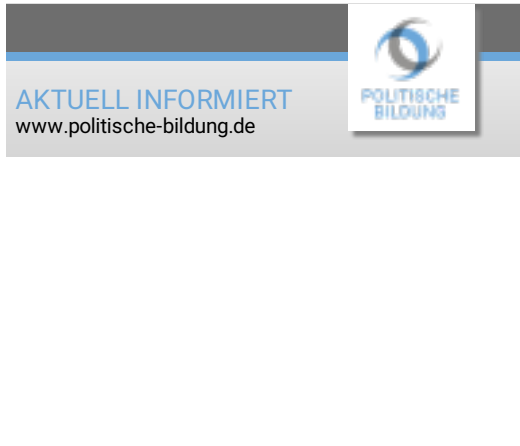 AKTUELL INFORMIERT
www.politische-bildung.de
POLITISCHE
BILDUNG